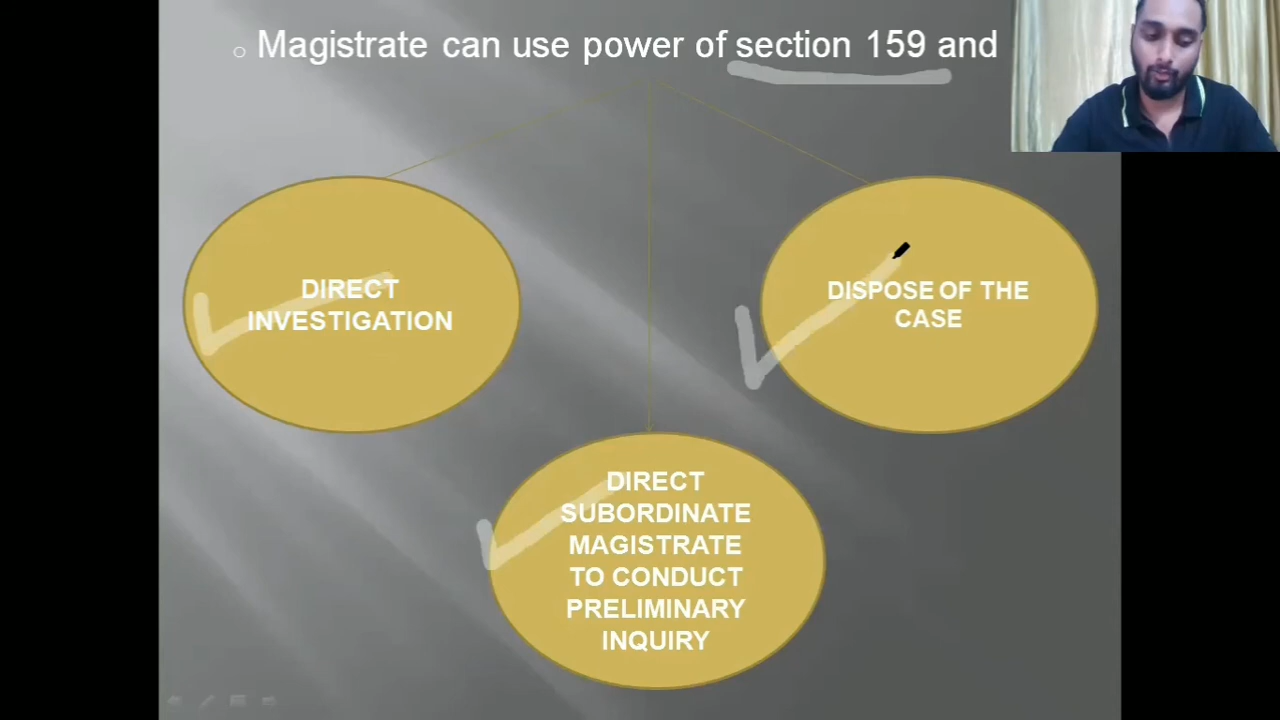 Magistrate can use power of section 159 and
DIRECT
INVESTIGATION
DISPOSE OF THE
CASE
DIRECT
SUBORDINATE
MAGISTRATE
TO CONDUCT
PRELIMINARY
INQUIRY